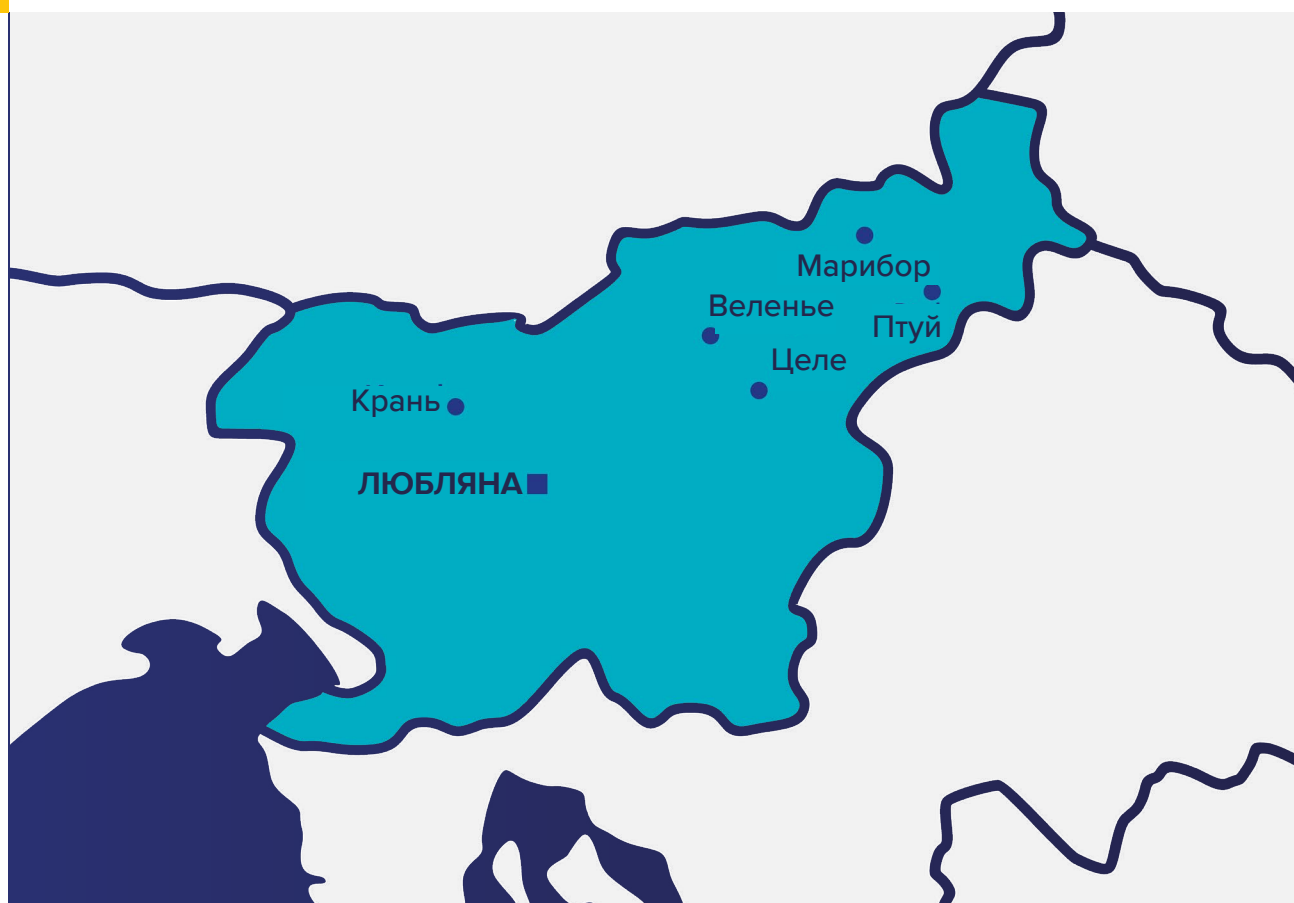 Марибор
Веленье
Птуй
Целе
Крань
ЛЮБЛЯНА